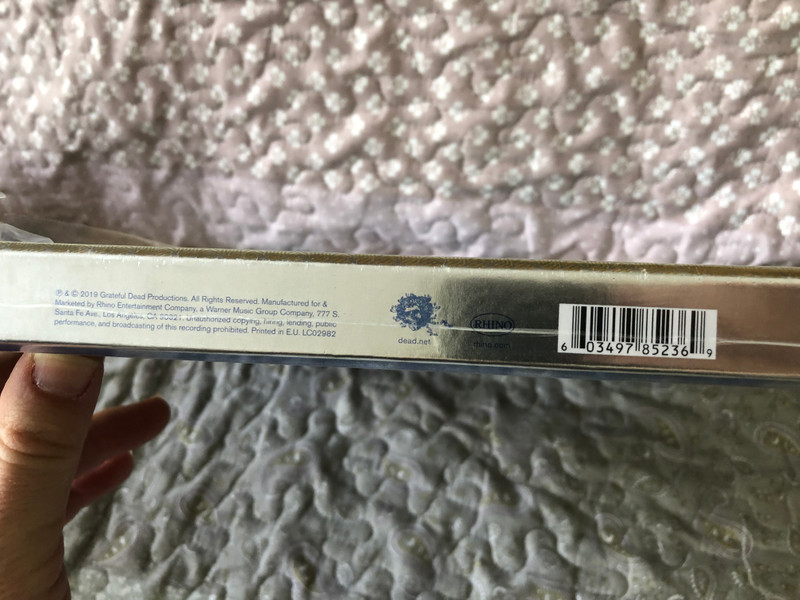 ℗ & © 2019 Grateful Dead Productions. All Rights Reserved. Manufactured for &
Marketed by Rhino Entertainment Company, a Warner Music Group Company, 777 S.
Santa Fe Ave., Los Angeles, CA 90021. Unauthorized copying, hiring, lending, public
performance, and broadcasting of this recording prohibited. Printed in E.U. LC02982
dead.net
RHINO
rhino.com
6 03497 85236 9